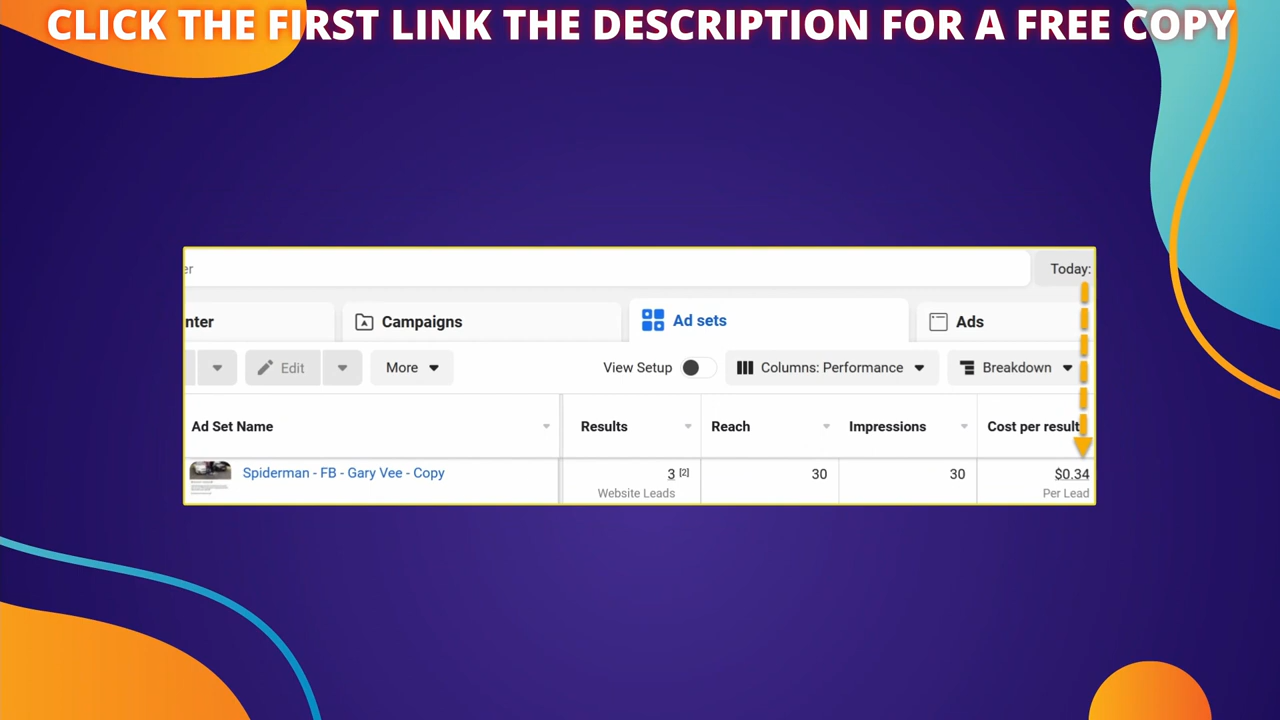 CLICK THE FIRST LINK THE DESCRIPTION FOR A FREE COPY
er
Today:
nter
Campaigns
Ad sets
Ads
Edit
More
View Setup
Columns: Performance
Breakdown
Ad Set Name
Results
Reach
Impressions
Cost per result
Spiderman - FB - Gary Vee - Copy
3 [2]
30
30
$0.34
Website Leads
Per Lead